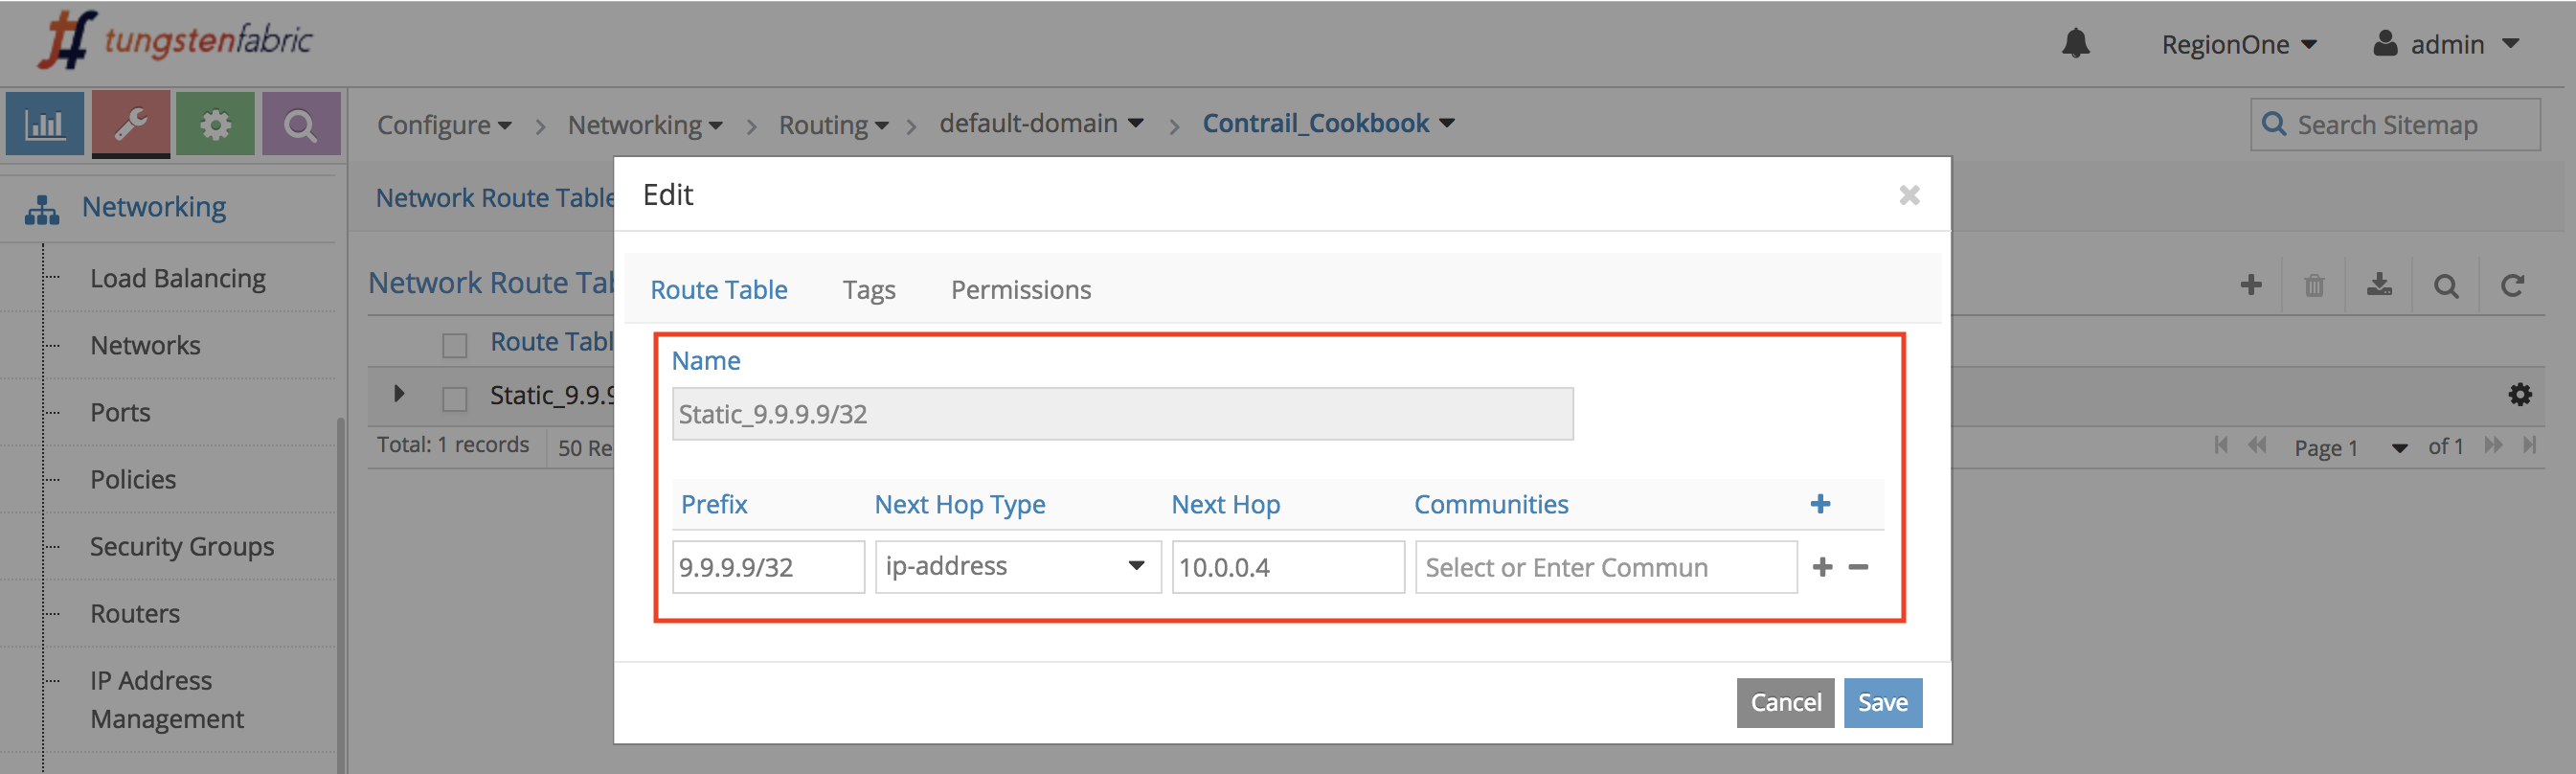 tungstenfabric
RegionOne
admin
Configure > Networking > Routing > default-domain > Contrail_Cookbook
Search Sitemap
Networking
Load Balancing
Networks
Ports
Policies
Security Groups
Routers
IP Address
Management
Network Route Table
Network Route Tab
Route Tabl
Static_9.9.9
Total: 1 records
50 Re
Page 1
of 1
Edit
Route Table Tags Permissions
Name
Static_9.9.9.9/32
Prefix Next Hop Type Next Hop Communities
9.9.9.9/32 ip-address 10.0.0.4 Select or Enter Commun
Cancel Save